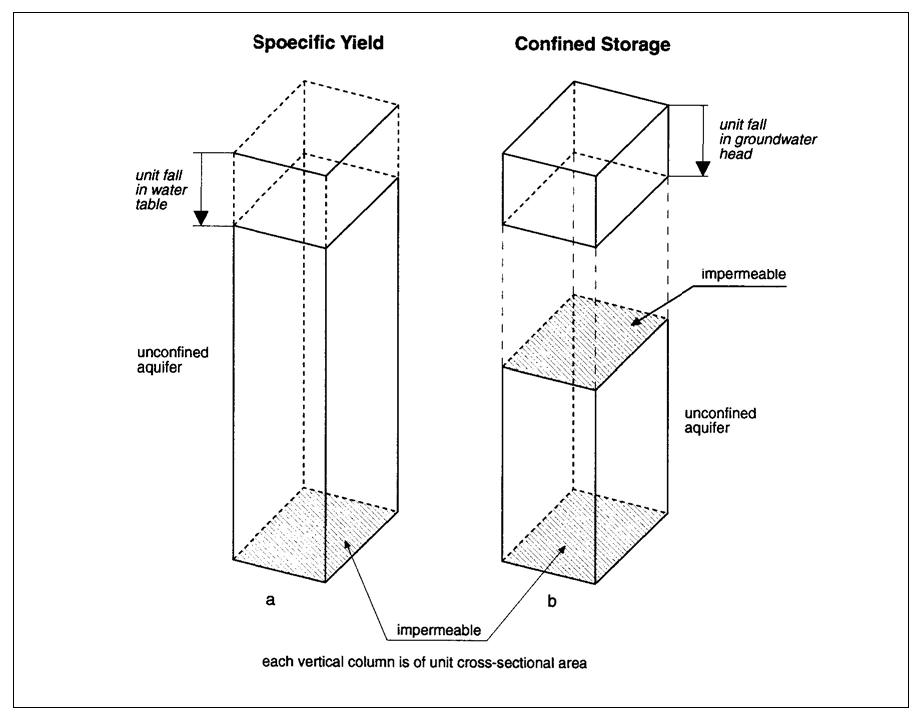 Spoecific Yield
Confined Storage
unit fall
in water
table
unit fall
in groundwater
head
impermeable
unconfined
aquifer
unconfined
aquifer
a
b
impermeable
each vertical column is of unit cross-sectional area